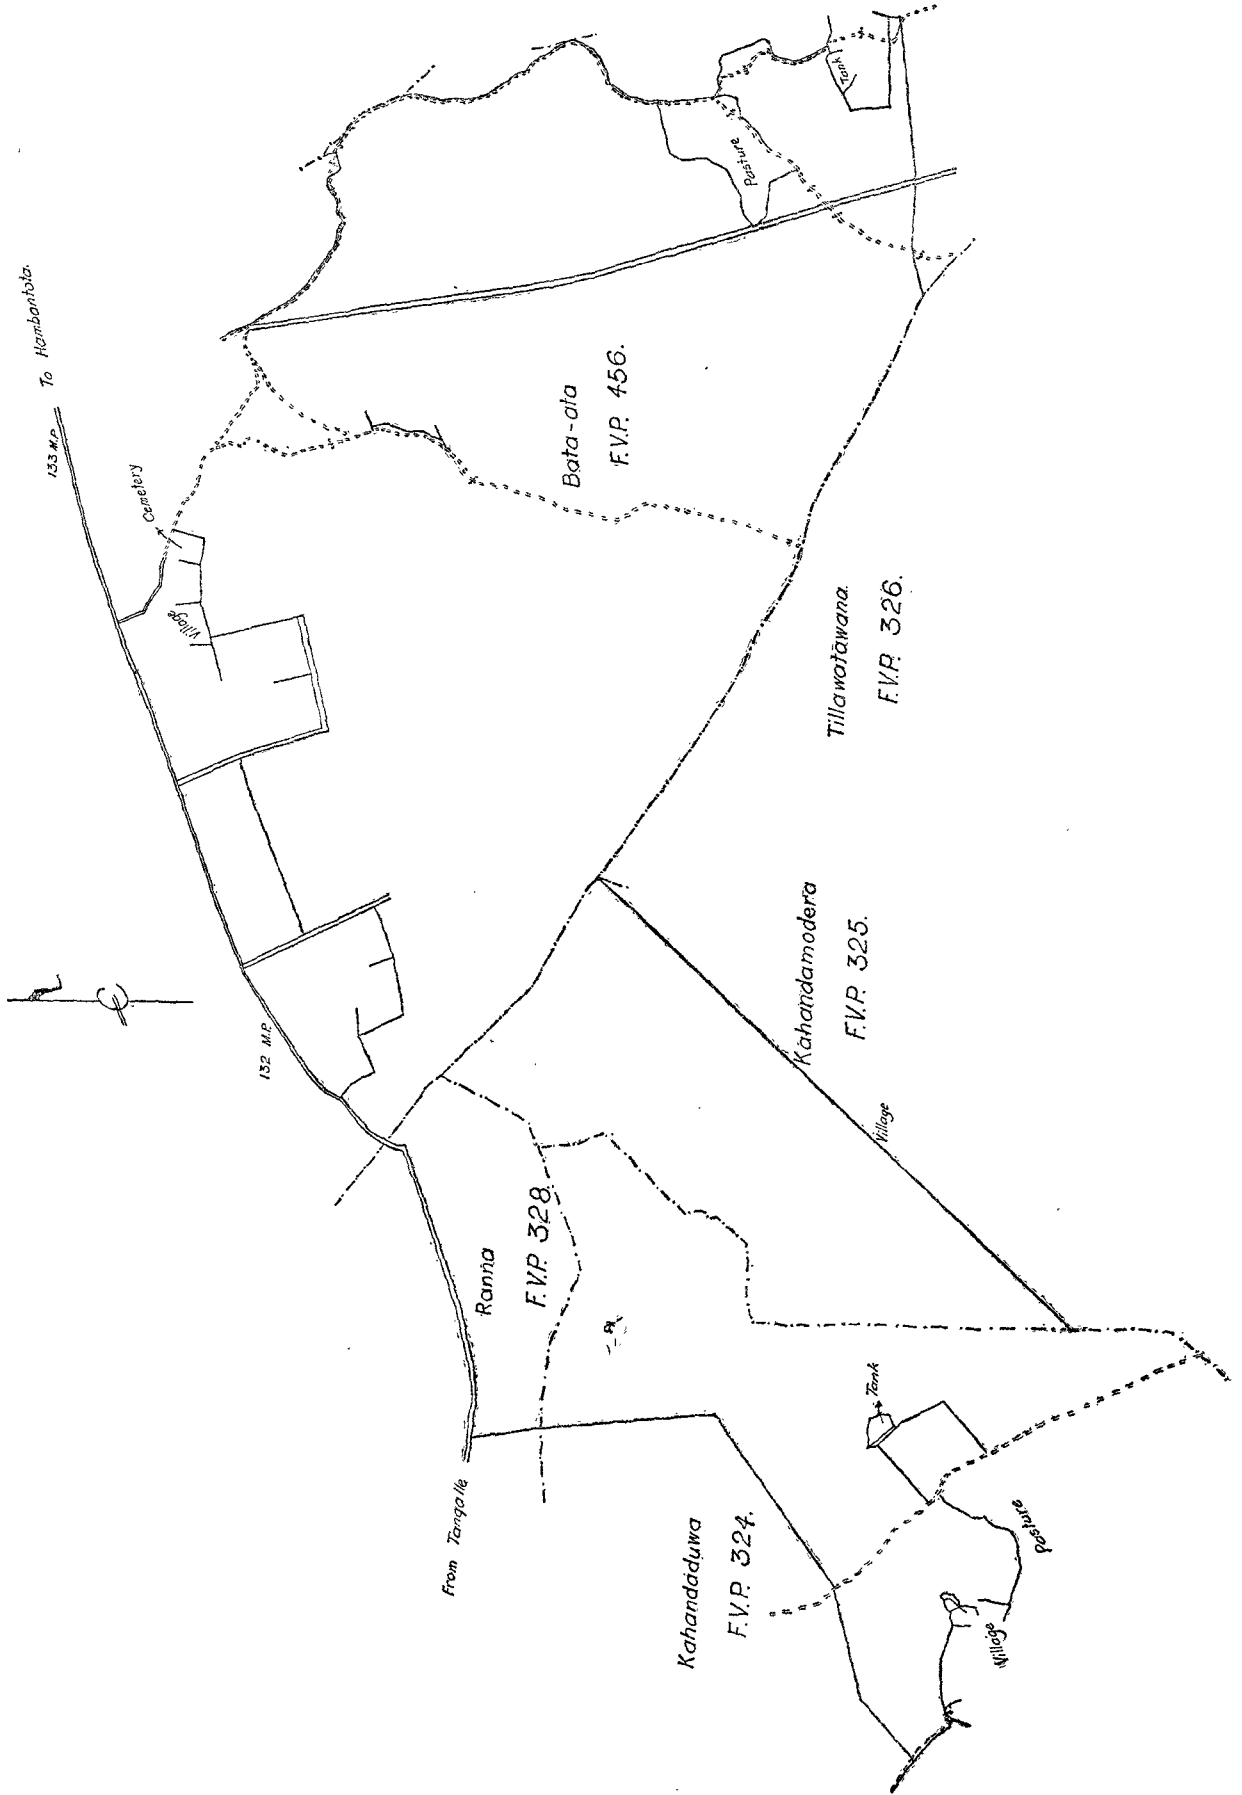 To Hambantota.
133 M.P.
Cemetery
Village
132 M.P.
Tank
Pasture
Bata-ata
F.V.P. 456.
Tillawatawana.
F.V.P. 326.
Kahandamodera
F.V.P. 325.
Village
Ranna
F.V.P. 328.
From Tangalle
Kahandaduwa
F.V.P. 324.
Tank
Pasture
Village